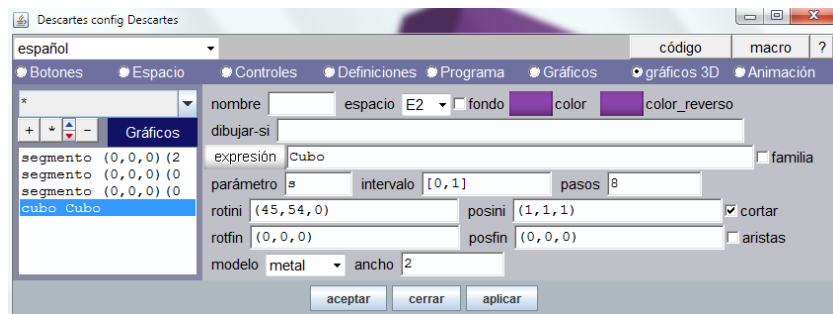 Descartes config Descartes
español código macro ?
Botones Espacio Controles Definiciones Programa Gráficos gráficos 3D Animación
* nombre espacio E2 fondo color color_reverso
+ * - Gráficos dibujar-si
expresión Cubo familia
segmento (0,0,0)(2
segmento (0,0,0)(0
segmento (0,0,0)(0
cubo Cubo
parámetro s intervalo [0,1] pasos 8
rotini (45,54,0) posini (1,1,1) cortar
rotfin (0,0,0) posfin (0,0,0) aristas
modelo metal ancho 2
aceptar cerrar aplicar